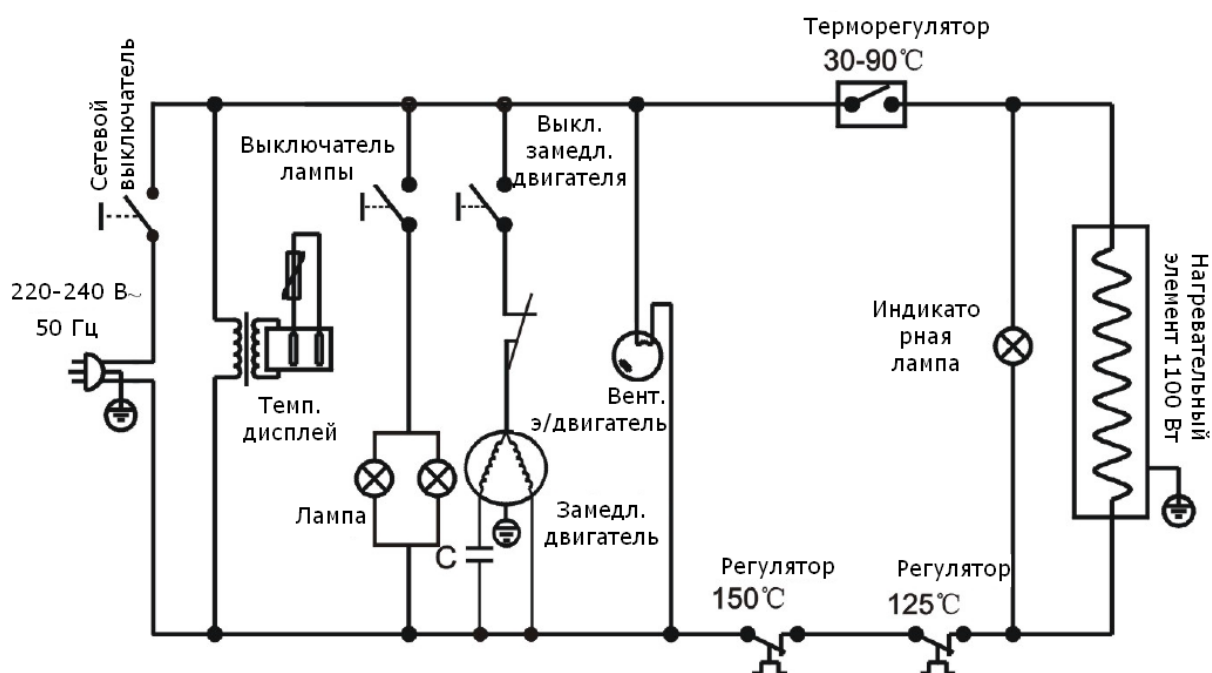 Терморегулятор
30-90℃
Сетевой
выключатель
Выключатель
лампы
Выкл.
замедл.
двигателя
220-240 В~
50 Гц
Темп.
дисплей
Индикато
рная
лампа
Нагревательный
элемент 1100 Вт
Вент.
э/двигатель
Лампа
Замедл.
двигатель
C
Регулятор
150℃
Регулятор
125℃